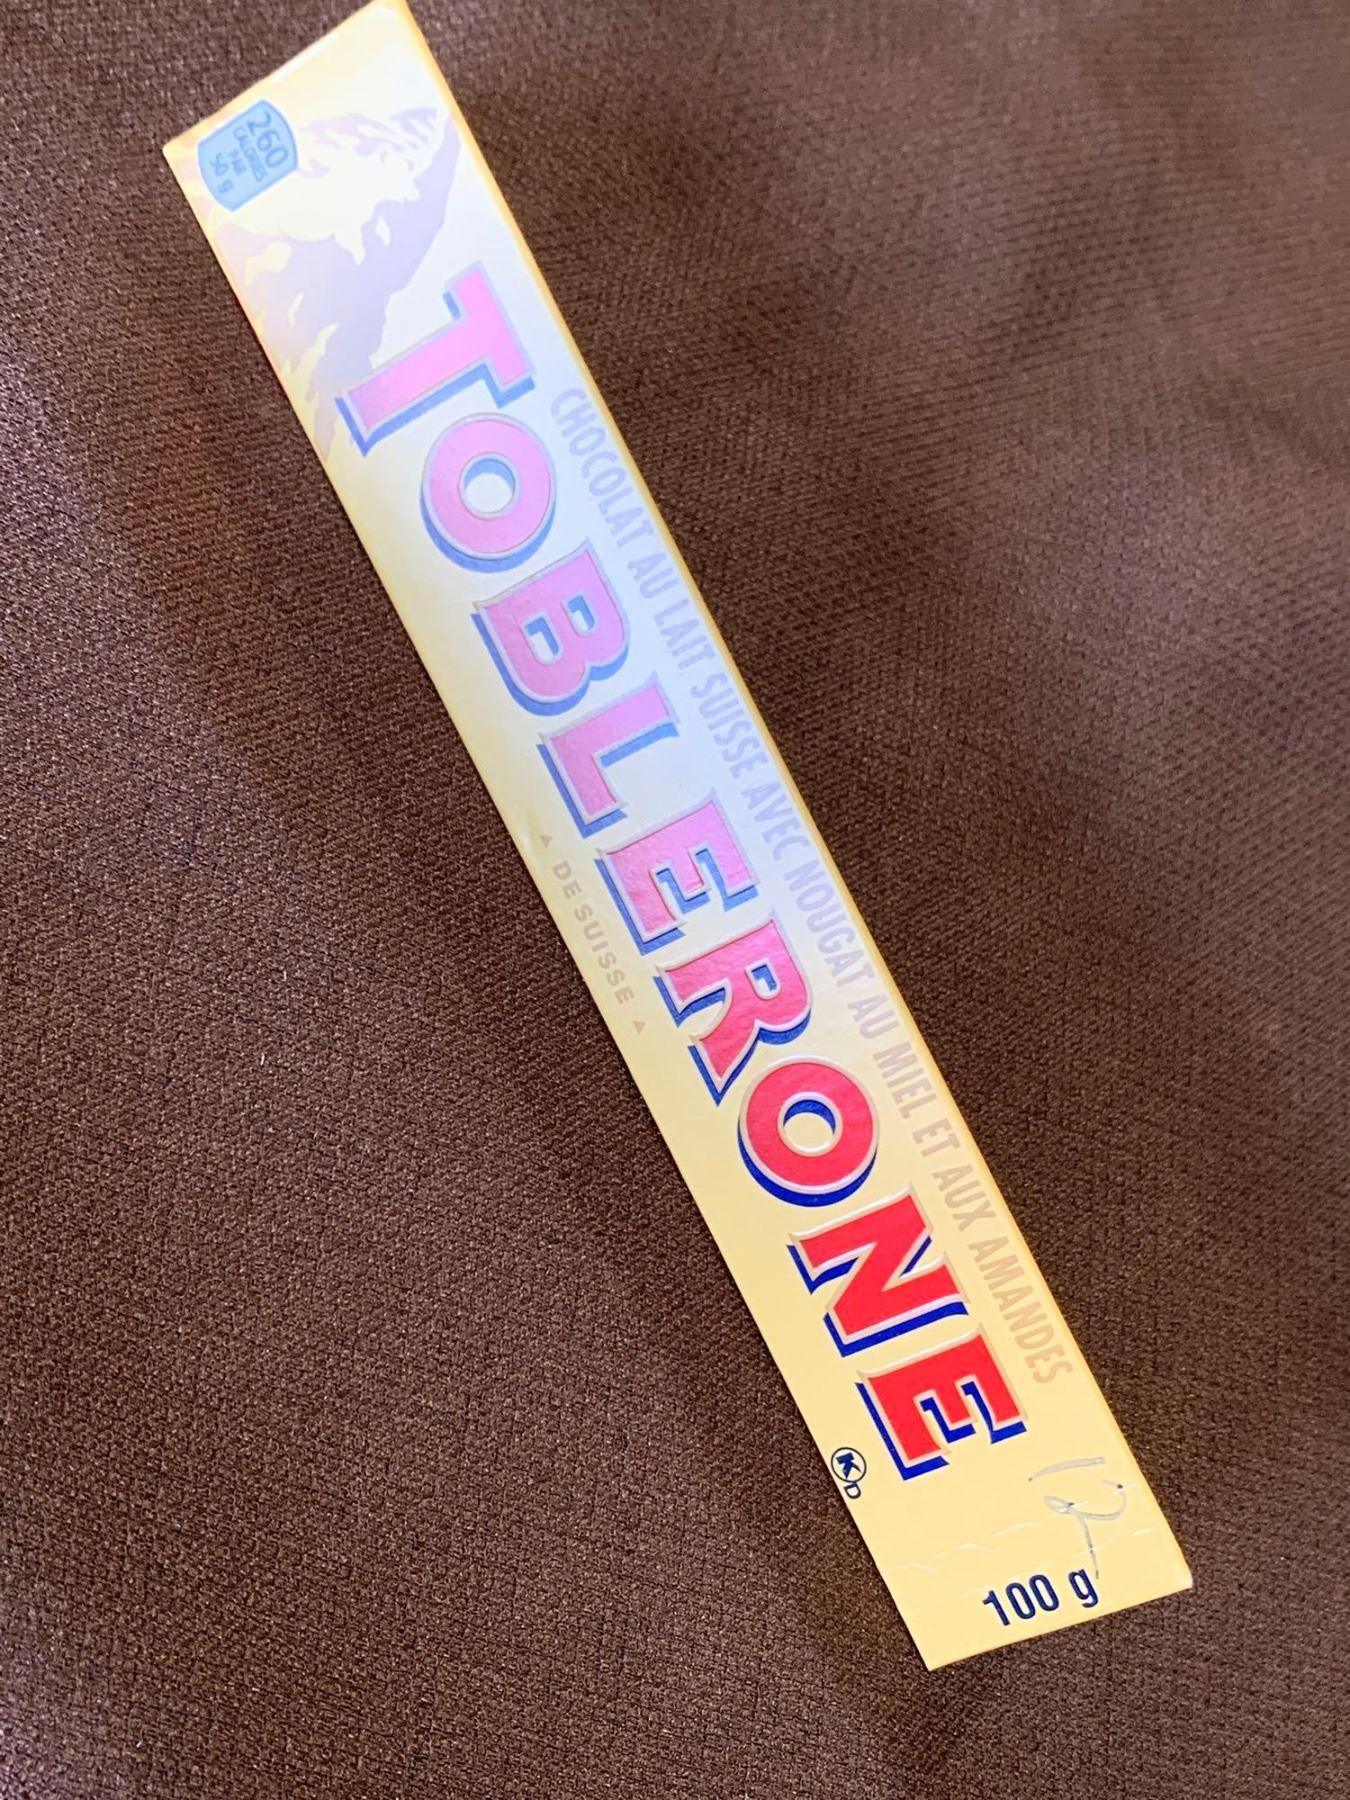 260
CALORIES
PAR
50 g
CHOCOLAT AU LAIT SUISSE AVEC NOUGAT AU MIEL ET AUX AMANDES
TOBLERONE
DE SUISSE
K D
12
100 g